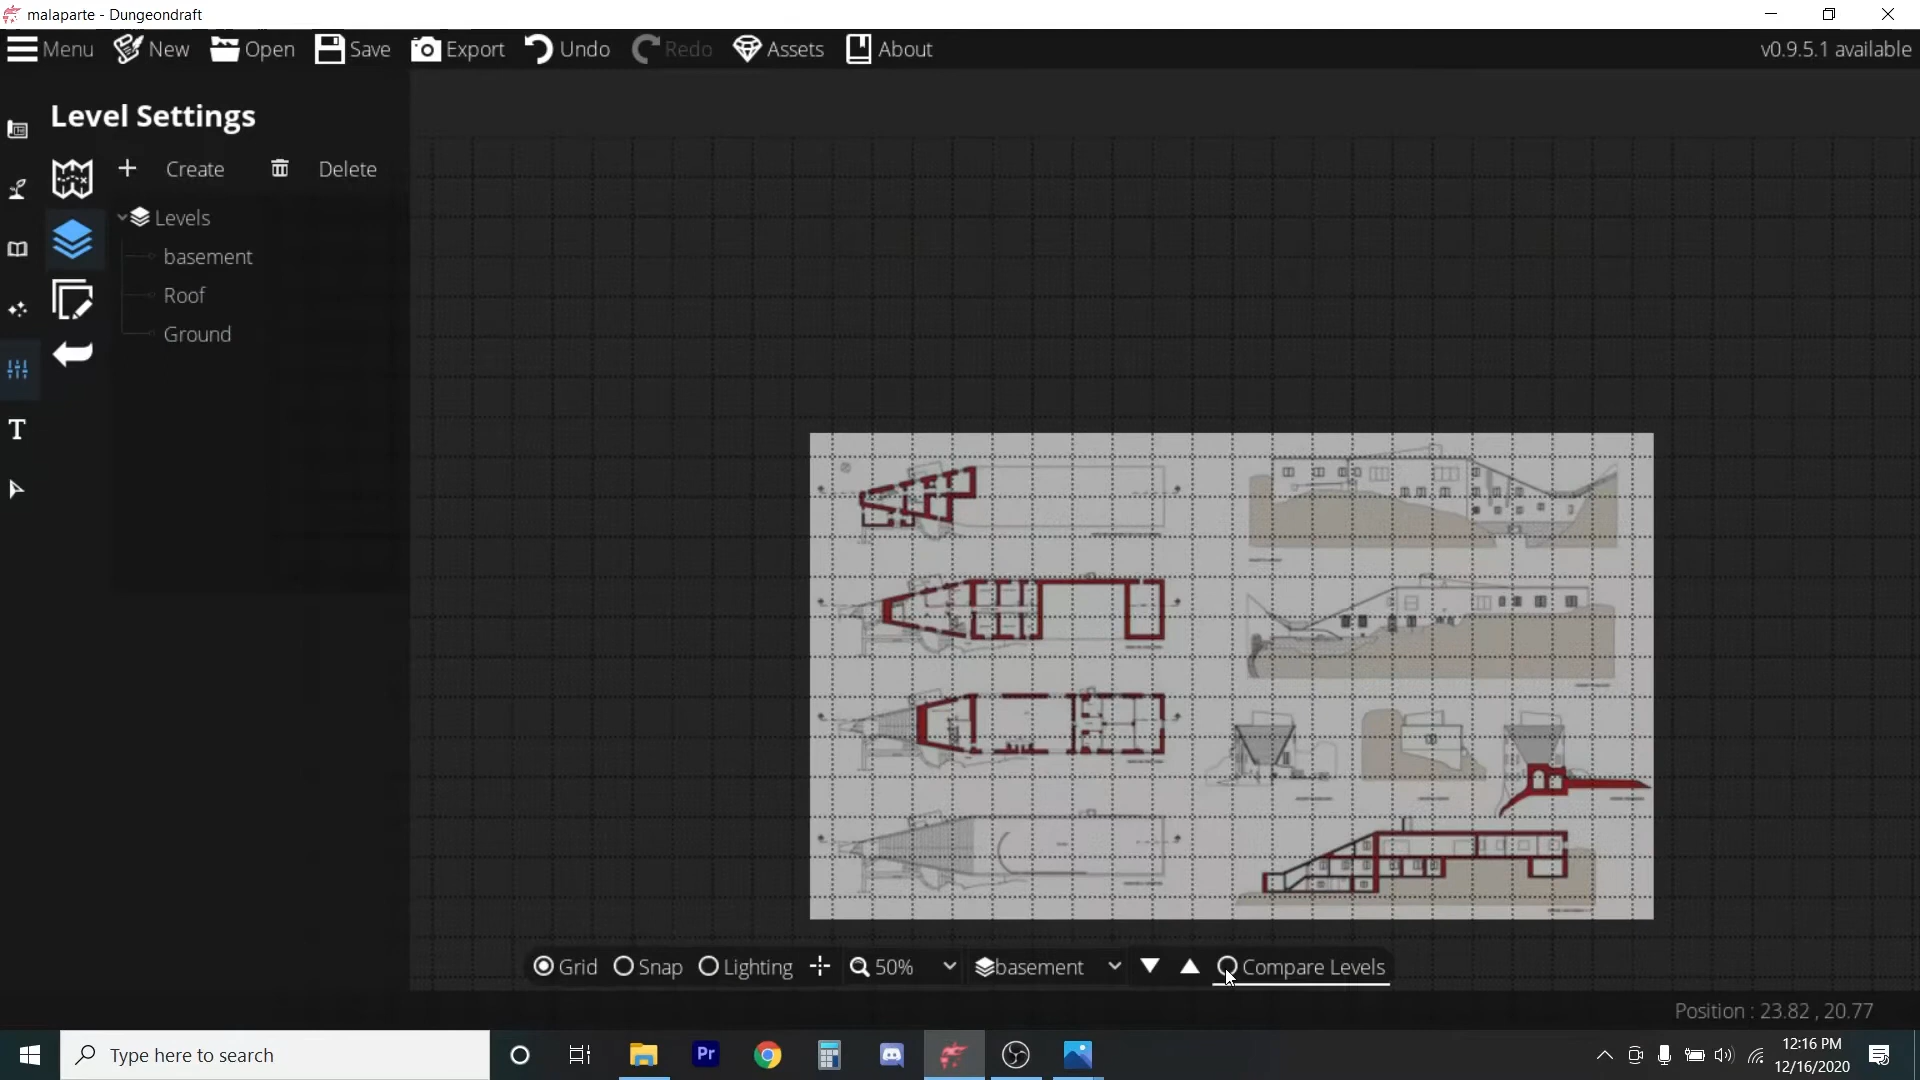 malaparte - Dungeondraft
Menu New Open Save Export Undo Redo Assets About v0.9.5.1 available
Level Settings
Create Delete
Levels
basement
Roof
Ground
T
Grid Snap Lighting 50% basement Compare Levels
Position : 23.82 , 20.77
Type here to search
Pr
12:16 PM
12/16/2020